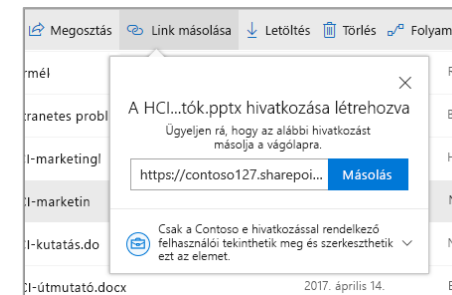 Megosztás Link másolása Letöltés Törlés Folyam
rmél
A HCI...tók.pptx hivatkozása létrehozva
tranetes probl
Ügyeljen rá, hogy az alábbi hivatkozást
másolja a vágólapra.
I-marketingl
https://contoso127.sharepoi... Másolás
I-marketin
Csak a Contoso e hivatkozással rendelkező
I-kutatás.do
felhasználói tekinthetik meg és szerkeszthetik
ezt az elemet.
I-útmutató.docx 2017. április 14.